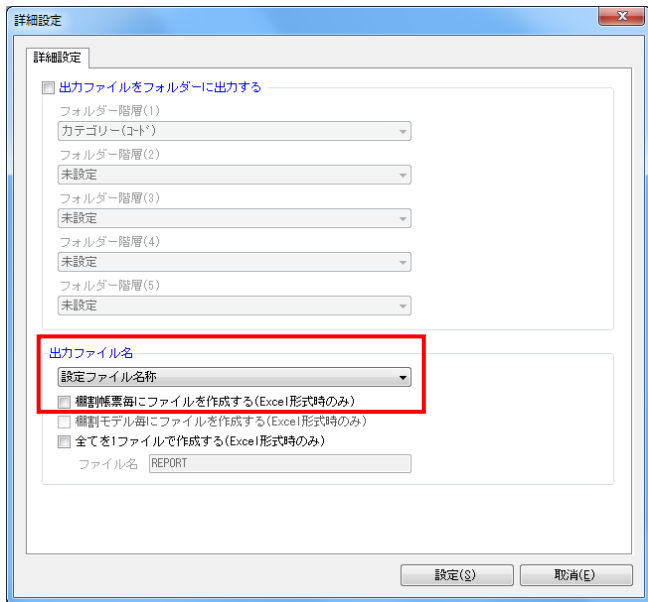 詳細設定
詳細設定
出力ファイルをフォルダーに出力する
フォルダー階層(1)
カテゴリー(ｺｰﾄﾞ)
フォルダー階層(2)
未設定
フォルダー階層(3)
未設定
フォルダー階層(4)
未設定
フォルダー階層(5)
未設定
出力ファイル名
設定ファイル名称
棚割帳票毎にファイルを作成する(Excel形式時のみ)
棚割モデル毎にファイルを作成する(Excel形式時のみ)
全てを1ファイルで作成する(Excel形式時のみ)
ファイル名 REPORT
設定(S) 取消(E)